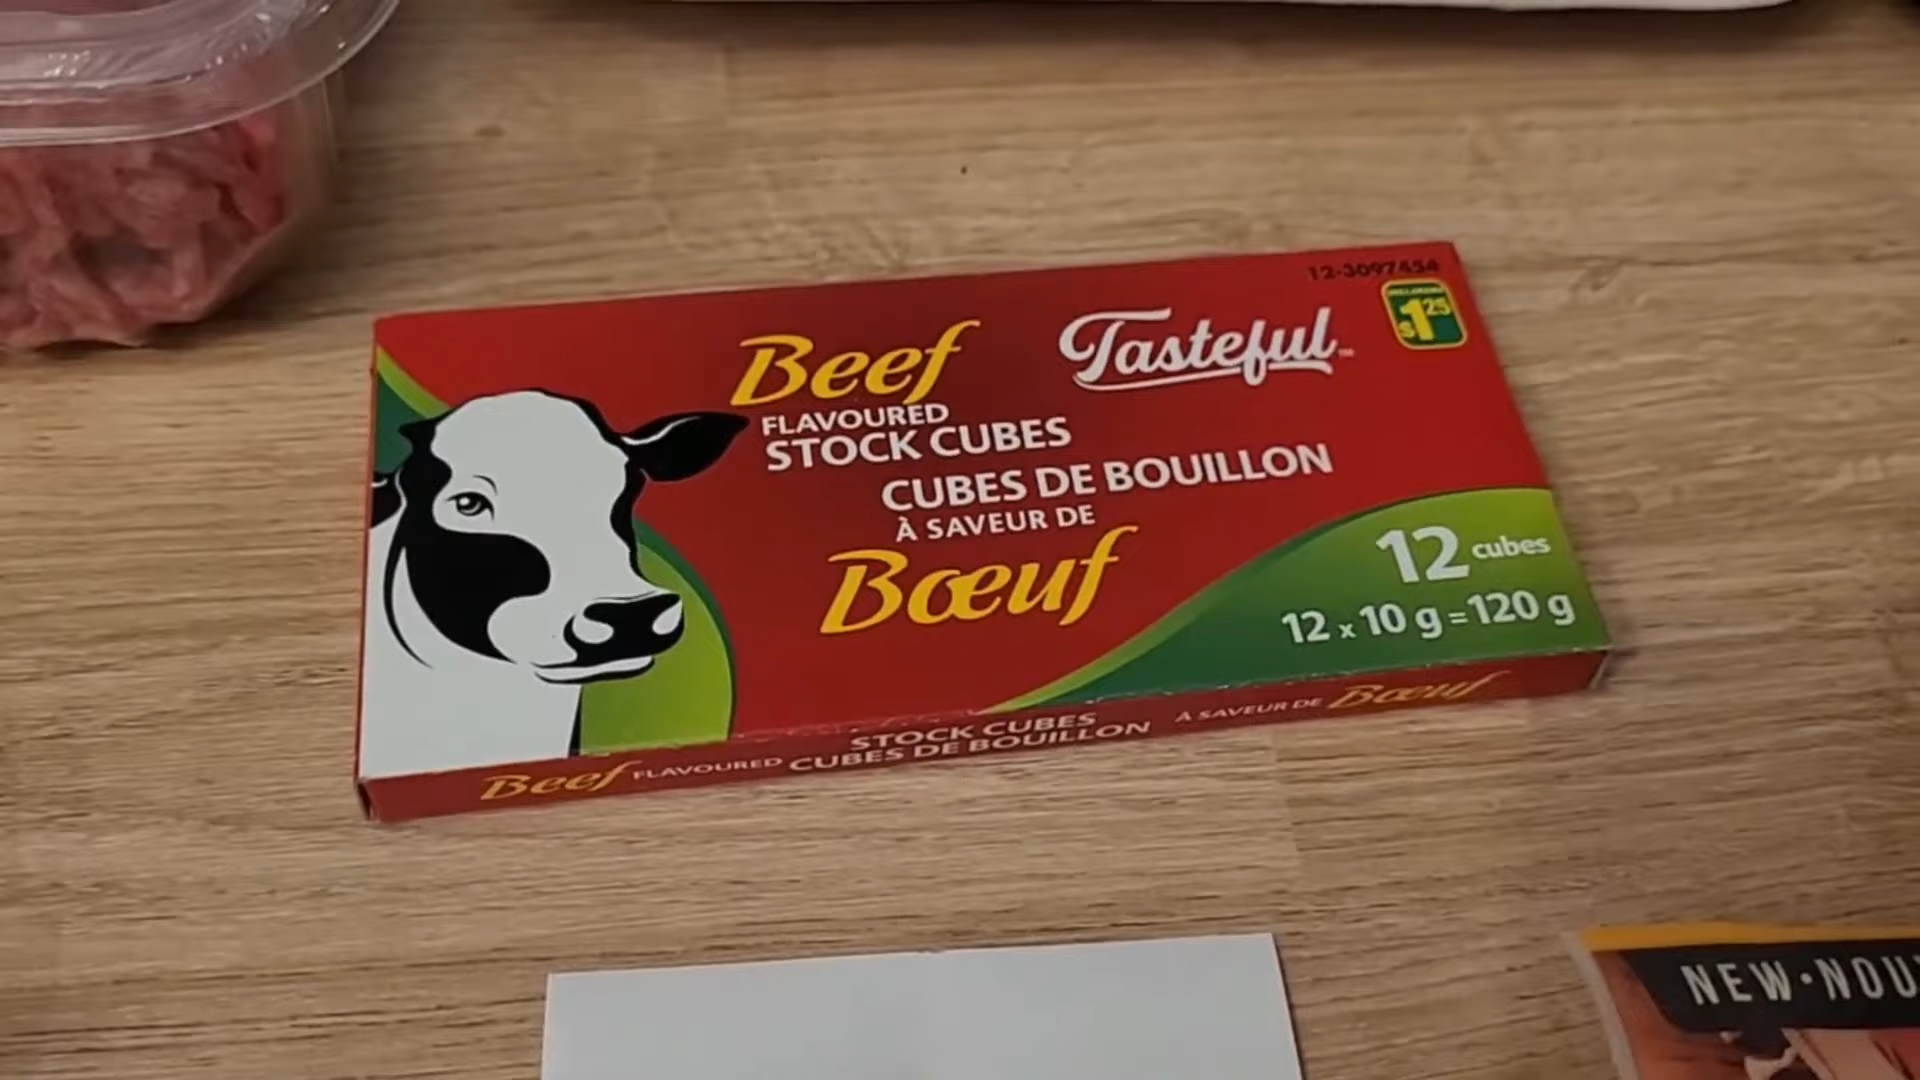 12-3097454
$1.25
Beef
Tasteful
FLAVOURED
STOCK CUBES
CUBES DE BOUILLON
À SAVEUR DE
Bœuf
12 cubes
12 x 10 g = 120 g
Beef FLAVOURED STOCK CUBES
CUBES DE BOUILLON À SAVEUR DE Bœuf
NEW•NOU